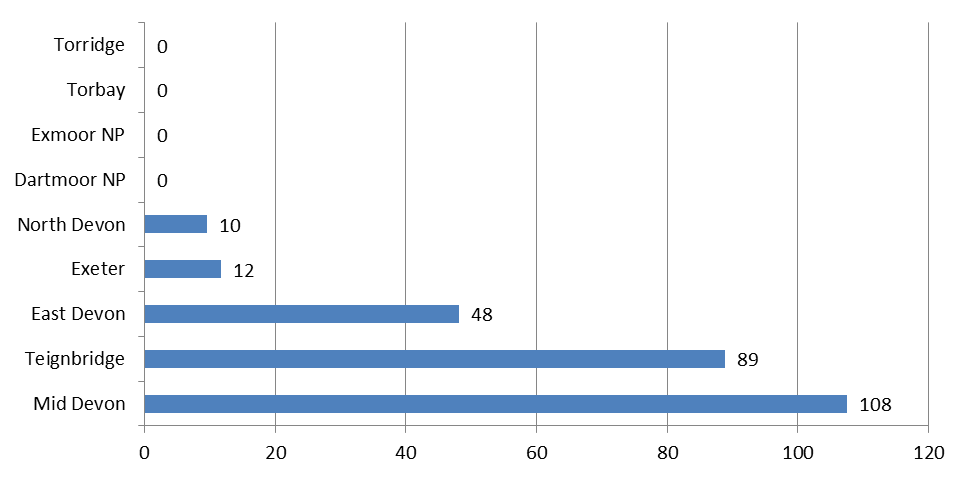 Torridge 0
Torbay 0
Exmoor NP 0
Dartmoor NP 0
North Devon 10
Exeter 12
East Devon 48
Teignbridge 89
Mid Devon 108
0 20 40 60 80 100 120